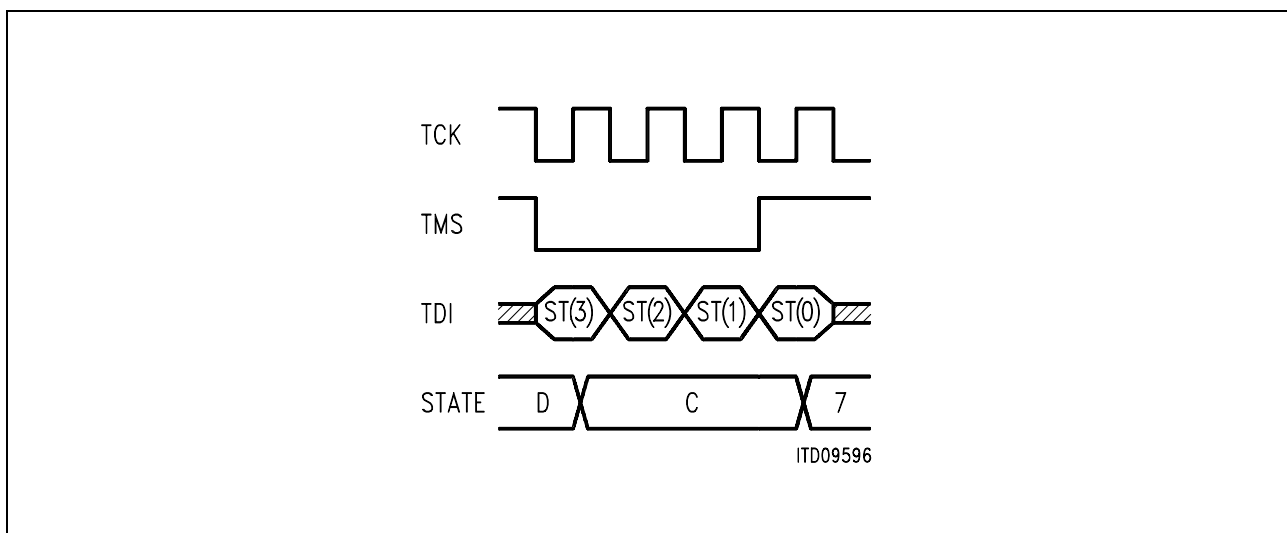 TCK
TMS
TDI ST(3) ST(2) ST(1) ST(0)
STATE D C 7
ITD09596